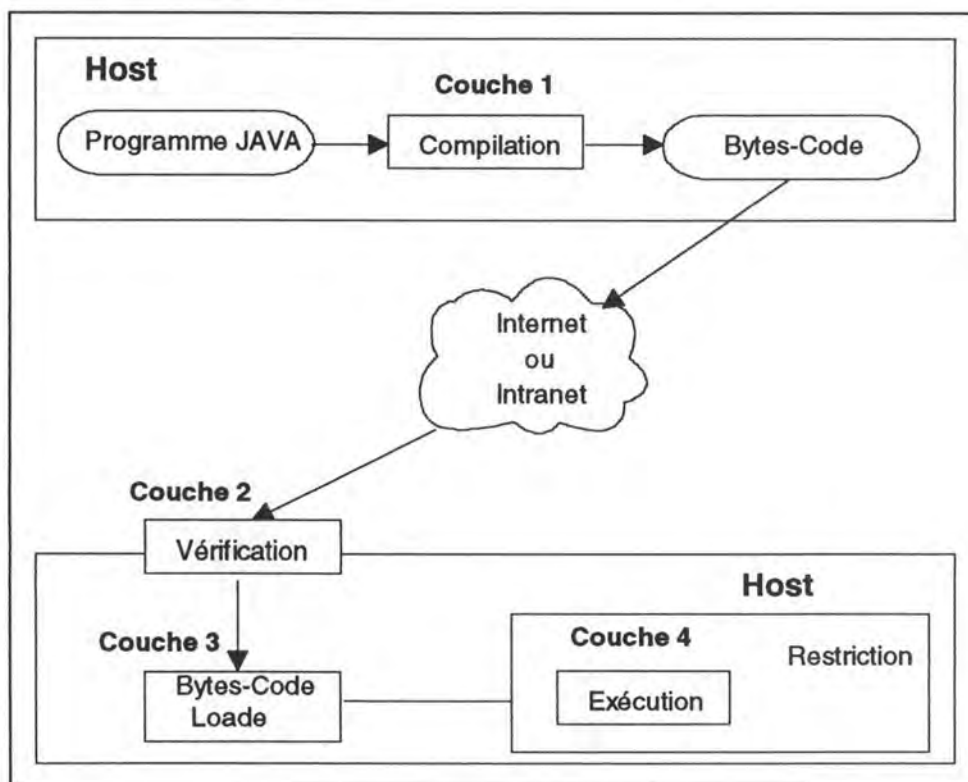 Host
Couche 1
Programme JAVA
Compilation
Bytes-Code
Internet
ou
Intranet
Couche 2
Vérification
Host
Couche 3
Couche 4
Restriction
Bytes-Code
Loade
Exécution